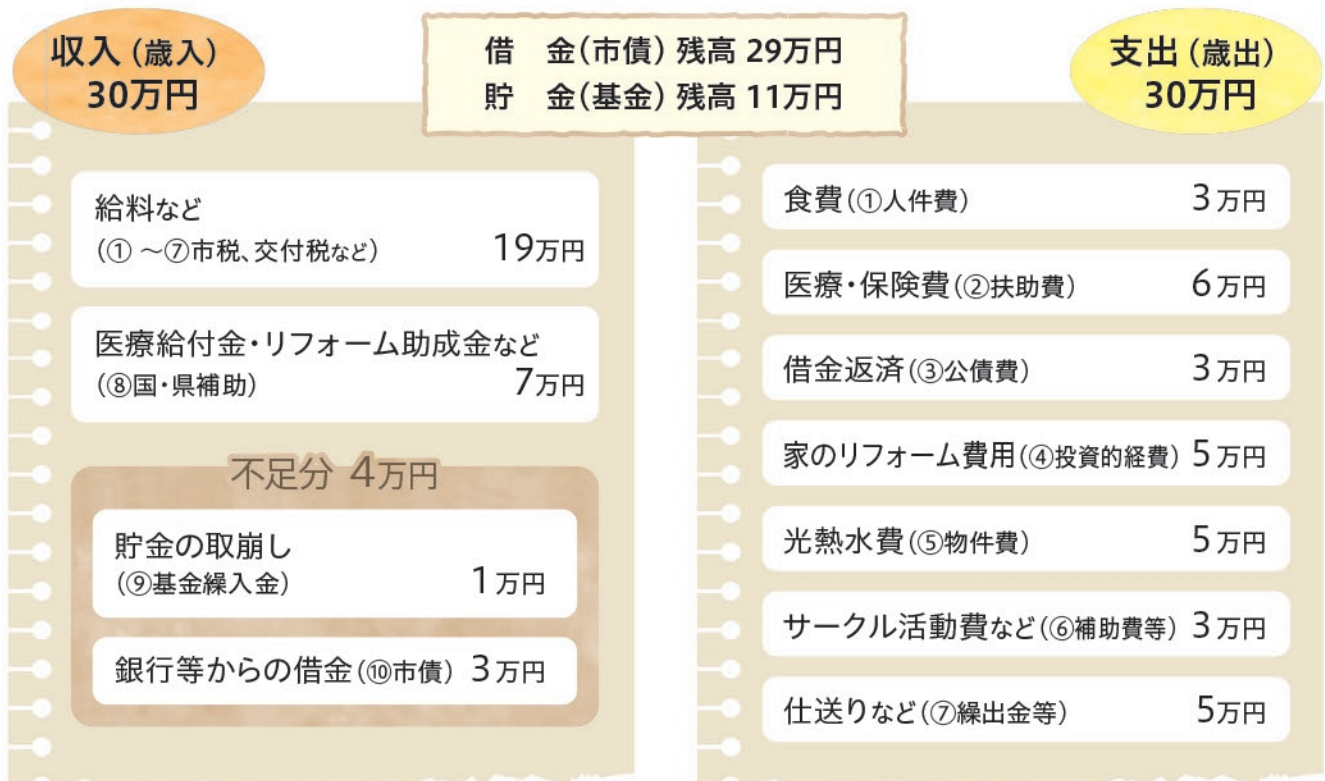 収入(歳入)
30万円
借 金(市債) 残高 29万円
貯 金(基金) 残高 11万円
支出(歳出)
30万円
給料など
(① ～⑦市税、交付税など) 19万円
医療給付金・リフォーム助成金など
(⑧国・県補助) 7万円
不足分 4万円
貯金の取崩し
(⑨基金繰入金) 1万円
銀行等からの借金(⑩市債) 3万円
食費(①人件費) 3万円
医療・保険費(②扶助費) 6万円
借金返済(③公債費) 3万円
家のリフォーム費用(④投資的経費) 5万円
光熱水費(⑤物件費) 5万円
サークル活動費など(⑥補助費等) 3万円
仕送りなど(⑦繰出金等) 5万円